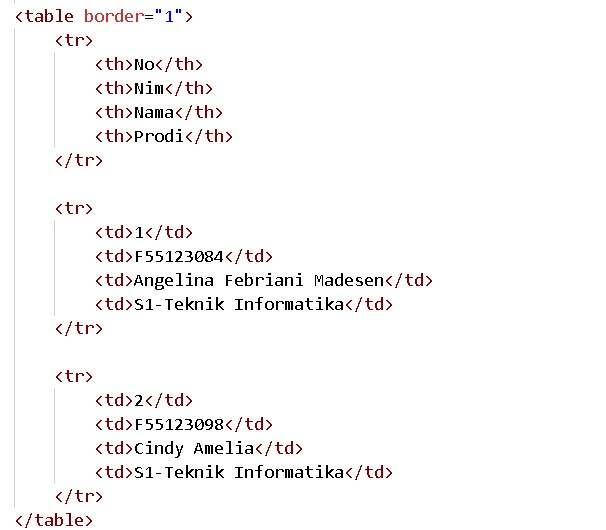 <table border="1">
<tr>
<th>No</th>
<th>Nim</th>
<th>Nama</th>
<th>Prodi</th>
</tr>
<tr>
<td>1</td>
<td>F55123084</td>
<td>Angelina Febriani Madesen</td>
<td>S1-Teknik Informatika</td>
</tr>
<tr>
<td>2</td>
<td>F55123098</td>
<td>Cindy Amelia</td>
<td>S1-Teknik Informatika</td>
</tr>
</table>